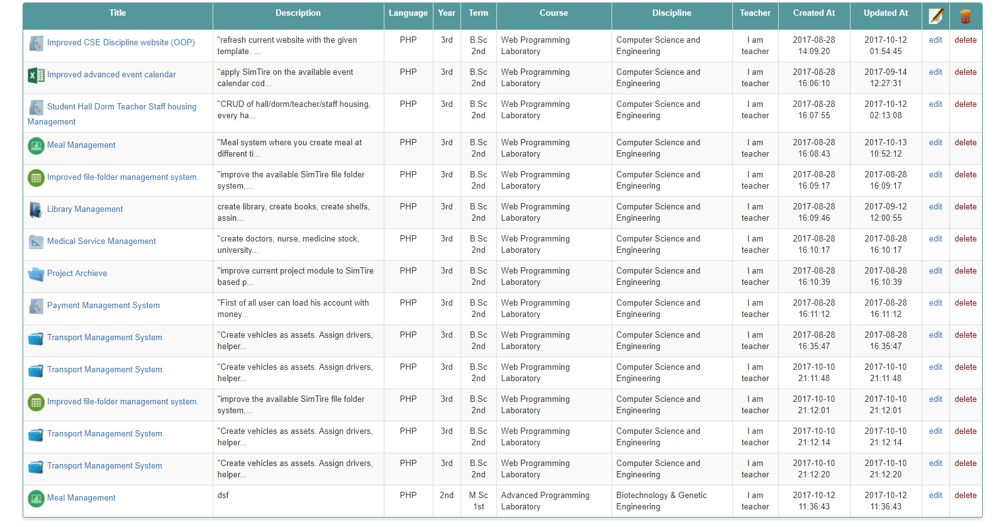 Title Description Language Year Term Course Discipline Teacher Created At Updated At
Improved CSE Discipline website (OOP) "refresh current website with the given PHP 3rd B.Sc Web Programming Computer Science and I am 2017-08-28 2017-10-12 edit delete
template. ... 2nd Laboratory Engineering teacher 14:09:20 01:54:45
Improved advanced event calendar "apply SimTire on the available event PHP 3rd B.Sc Web Programming Computer Science and I am 2017-08-28 2017-09-14 edit delete
calendar cod... 2nd Laboratory Engineering teacher 16:06:10 12:27:31
Student Hall Dorm Teacher Staff housing "CRUD of hall/dorm/teacher/staff housing, PHP 3rd B.Sc Web Programming Computer Science and I am 2017-08-28 2017-10-12 edit delete
Management every ha... 2nd Laboratory Engineering teacher 16:07:55 02:13:08
Meal Management "Meal system where you create meal at PHP 3rd B.Sc Web Programming Computer Science and I am 2017-08-28 2017-10-13 edit delete
different ti... 2nd Laboratory Engineering teacher 16:08:43 10:52:12
Improved file-folder management system. "improve the available SimTire file folder PHP 3rd B.Sc Web Programming Computer Science and I am 2017-08-28 2017-08-28 edit delete
system,... 2nd Laboratory Engineering teacher 16:09:17 16:09:17
Library Management create library, create books, create shelfs, PHP 3rd B.Sc Web Programming Computer Science and I am 2017-08-28 2017-09-12 edit delete
assin... 2nd Laboratory Engineering teacher 16:09:46 12:00:55
Medical Service Management "create doctors, nurse, medicine stock, PHP 3rd B.Sc Web Programming Computer Science and I am 2017-08-28 2017-08-28 edit delete
university... 2nd Laboratory Engineering teacher 16:10:17 16:10:17
Project Archieve "improve current project module to SimTire PHP 3rd B.Sc Web Programming Computer Science and I am 2017-08-28 2017-08-28 edit delete
based p... 2nd Laboratory Engineering teacher 16:10:39 16:10:39
Payment Management System "First of all user can load his account with PHP 3rd B.Sc Web Programming Computer Science and I am 2017-08-28 2017-08-28 edit delete
money... 2nd Laboratory Engineering teacher 16:11:12 16:11:12
Transport Management System "Create vehicles as assets. Assign drivers, PHP 3rd B.Sc Web Programming Computer Science and I am 2017-08-28 2017-08-28 edit delete
helper... 2nd Laboratory Engineering teacher 16:35:47 16:35:47
Transport Management System "Create vehicles as assets. Assign drivers, PHP 3rd B.Sc Web Programming Computer Science and I am 2017-10-10 2017-10-10 edit delete
helper... 2nd Laboratory Engineering teacher 21:11:48 21:11:48
Improved file-folder management system. "improve the available SimTire file folder PHP 3rd B.Sc Web Programming Computer Science and I am 2017-10-10 2017-10-10 edit delete
system,... 2nd Laboratory Engineering teacher 21:12:01 21:12:01
Transport Management System "Create vehicles as assets. Assign drivers, PHP 3rd B.Sc Web Programming Computer Science and I am 2017-10-10 2017-10-10 edit delete
helper... 2nd Laboratory Engineering teacher 21:12:14 21:12:14
Transport Management System "Create vehicles as assets. Assign drivers, PHP 3rd B.Sc Web Programming Computer Science and I am 2017-10-10 2017-10-10 edit delete
helper... 2nd Laboratory Engineering teacher 21:12:20 21:12:20
Meal Management dsf PHP 2nd M.Sc Advanced Programming Biotechnology & Genetic I am 2017-10-12 2017-10-12 edit delete
1st Laboratory Engineering teacher 11:36:43 11:36:43